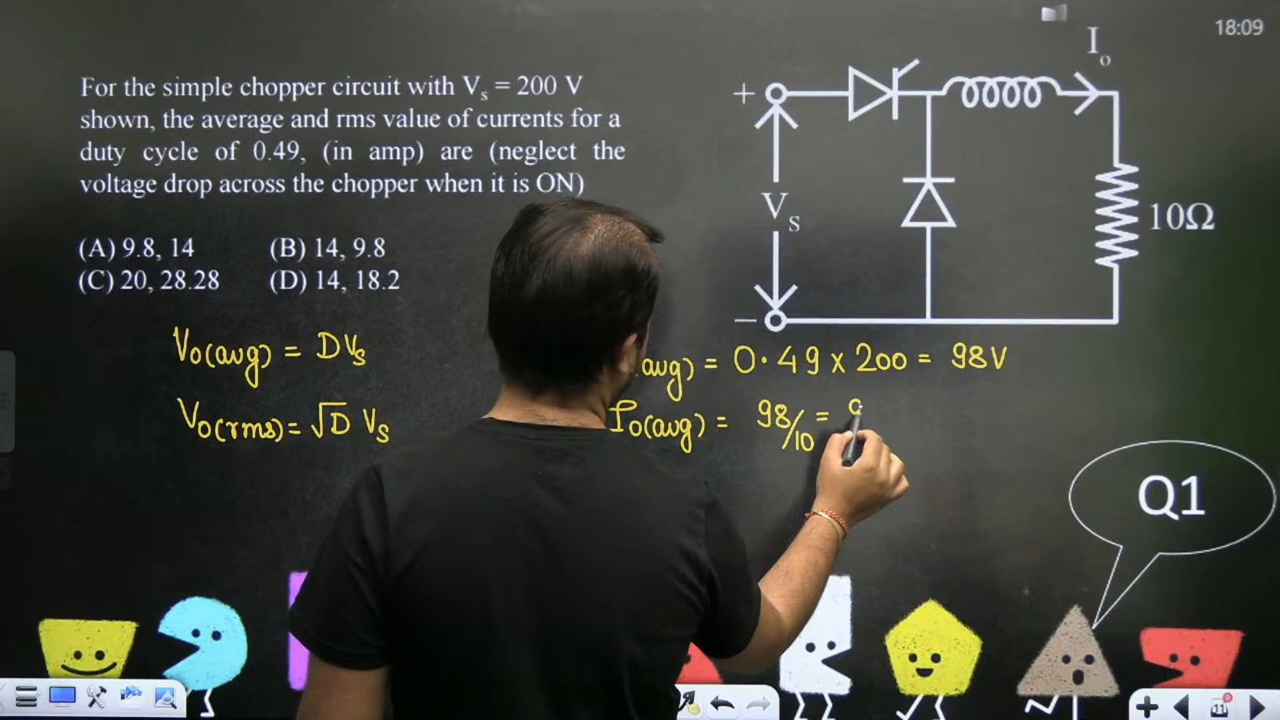 18:09
For the simple chopper circuit with Vs = 200 V
shown, the average and rms value of currents for a
duty cycle of 0.49, (in amp) are (neglect the
voltage drop across the chopper when it is ON)
(A) 9.8, 14 (B) 14, 9.8
(C) 20, 28.28 (D) 14, 18.2
Io
+
Vs
10Ω
−
Vo(avg) = DVs
Vo(rms) = √D Vs
avg) = 0.49 x 200 = 98V
Io(avg) = 98/10 =
Q1
11